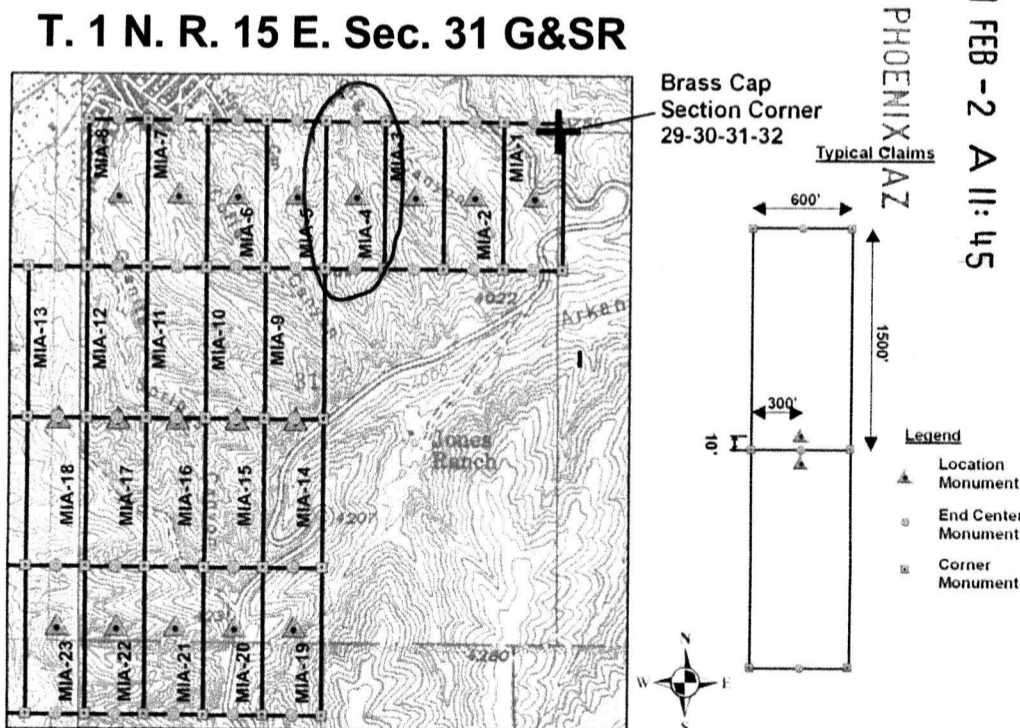 T. 1 N. R. 15 E. Sec. 31 G&SR
FEB -2 A 11: 45
PHOENIX AZ
Brass Cap
Section Corner
29-30-31-32
Typical Claims
600'
1500'
300'
10'
Legend
Location
Monument
End Center
Monument
Corner
Monument
N
W
E
S
MIA-8
MIA-7
MIA-6
MIA-5
MIA-4
MIA-3
MIA-2
MIA-1
4022
Arkan
MIA-13
MIA-12
MIA-11
MIA-10
MIA-9
31
Jones
Ranch
MIA-18
MIA-17
MIA-16
MIA-15
MIA-14
4207
4280
MIA-23
MIA-22
MIA-21
MIA-20
MIA-19